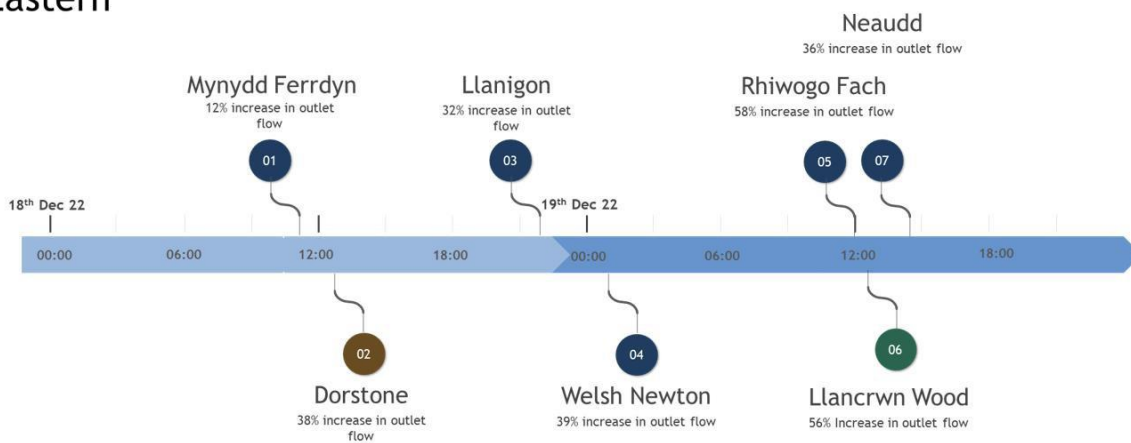 Eastern
Neaudd
36% increase in outlet flow
Mynydd Ferrdyn
12% increase in outlet
flow
Llanigon
32% increase in outlet
flow
Rhiwogo Fach
58% increase in outlet flow
01
03
05
07
18th Dec 22
19th Dec 22
00:00
06:00
12:00
18:00
00:00
06:00
12:00
18:00
02
04
06
Dorstone
38% increase in outlet
flow
Welsh Newton
39% increase in outlet flow
Llancrwn Wood
56% Increase in outlet flow